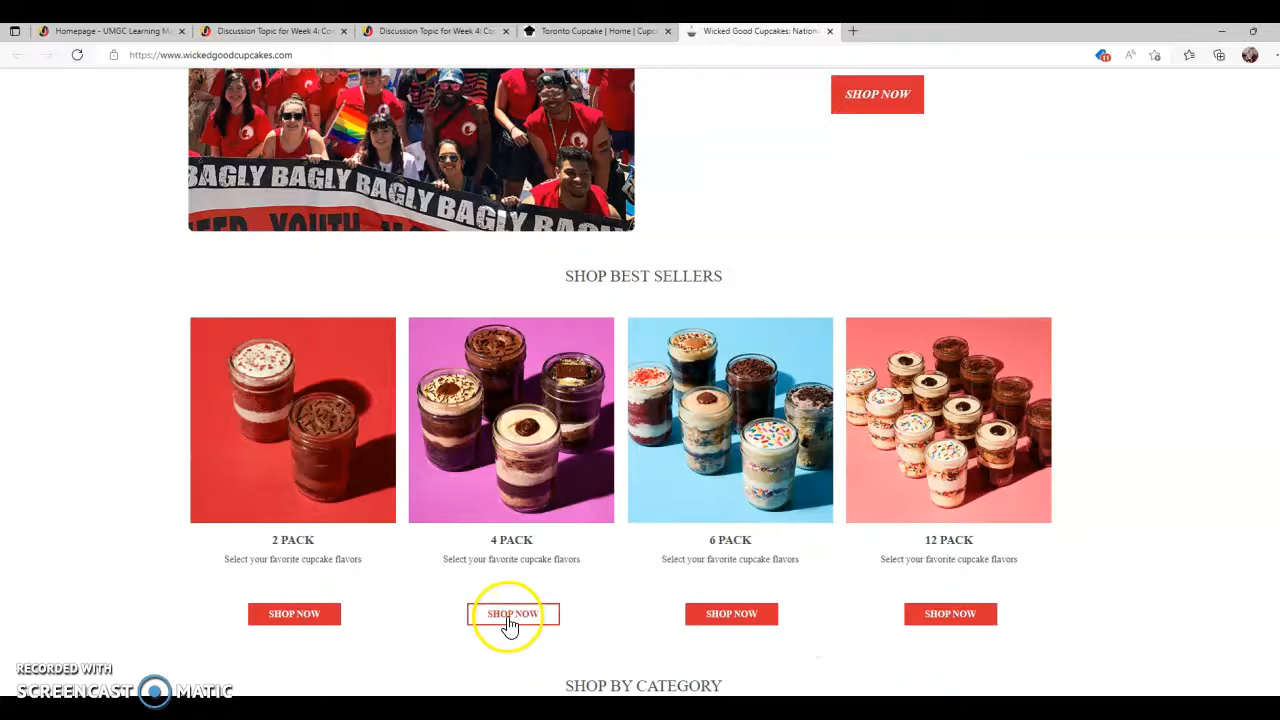 Homepage - UMGC Learning M
Discussion Topic for Week 4: Co
Discussion Topic for Week 4: Co
Toronto Cupcake | Home | Cupc
Wicked Good Cupcakes: Nation
https://www.wickedgoodcupcakes.com
SHOP NOW
BAGLY BAGLY BAGLY BAGLY BAGLY
YOUTH
SHOP BEST SELLERS
2 PACK
4 PACK
6 PACK
12 PACK
Select your favorite cupcake flavors
Select your favorite cupcake flavors
Select your favorite cupcake flavors
Select your favorite cupcake flavors
SHOP NOW
SHOP NOW
SHOP NOW
SHOP NOW
RECORDED WITH
SCREENCAST MATIC
SHOP BY CATEGORY